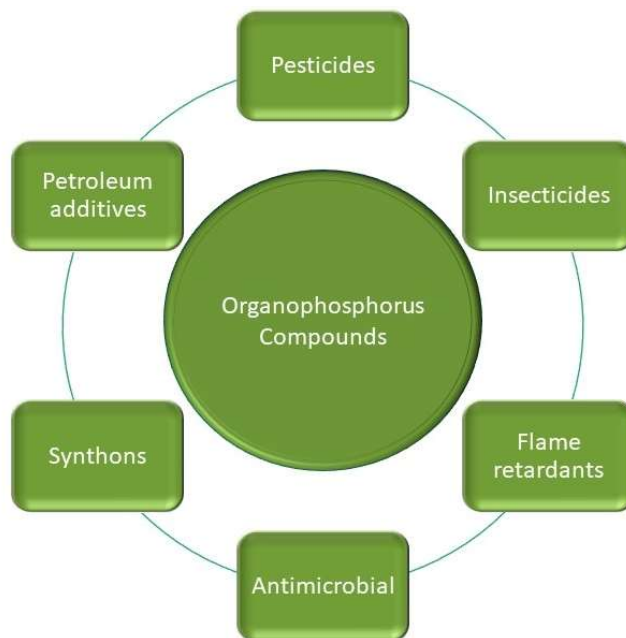 Pesticides
Petroleum
additives
Insecticides
Organophosphorus
Compounds
Synthons
Flame
retardants
Antimicrobial